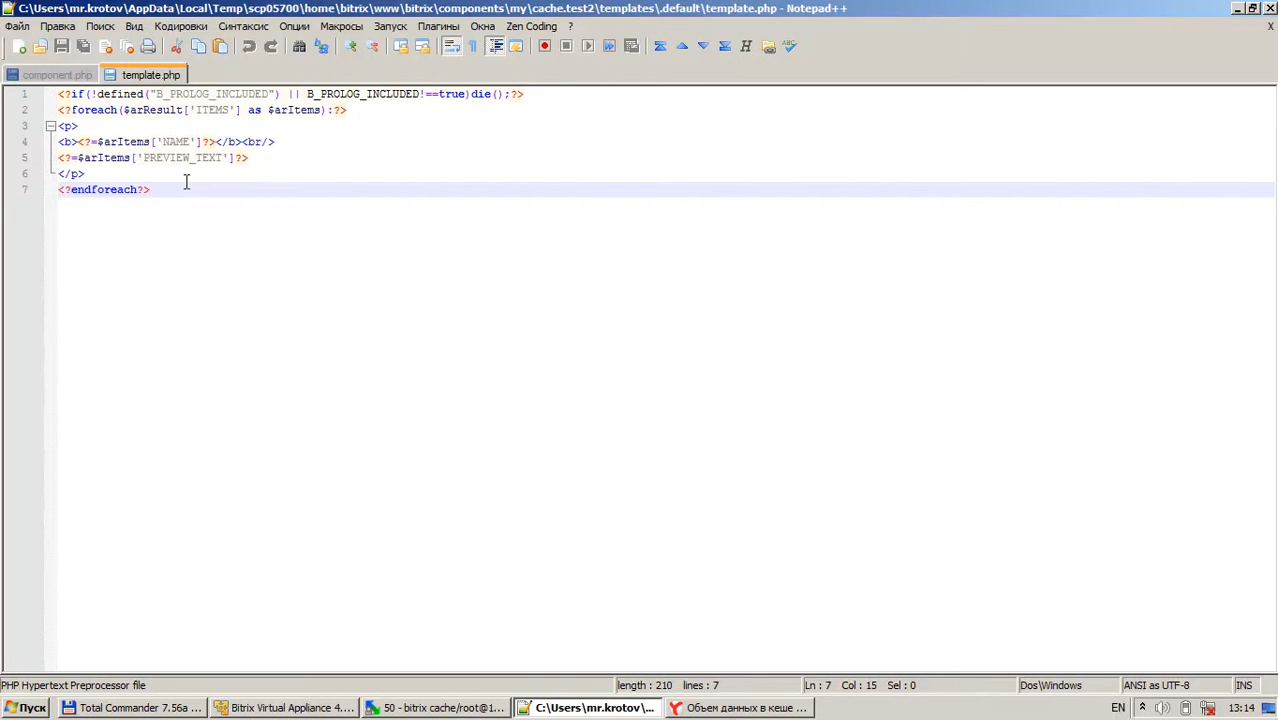 C:\Users\mr.krotov\AppData\Local\Temp\scp05700\home\bitrix\www\bitrix\components\my\cache.test2\templates\.default\template.php - Notepad++
Файл Правка Поиск Вид Кодировки Синтаксис Опции Макросы Запуск Плагины Окна Zen Coding ? X
component.php template.php
1 <?if(!defined("B_PROLOG_INCLUDED") || B_PROLOG_INCLUDED!==true)die();?>
2 <?foreach($arResult['ITEMS'] as $arItems):?>
3 <p>
4 <b><?=$arItems['NAME']?></b><br/>
5 <?=$arItems['PREVIEW_TEXT']?>
6 </p>
7 <?endforeach?>
PHP Hypertext Preprocessor file length : 210 lines : 7 Ln : 7 Col : 15 Sel : 0 Dos\Windows ANSI as UTF-8 INS
Пуск Total Commander 7.56a ... Bitrix Virtual Appliance 4.... 50 - bitrix cache/root@1... C:\Users\mr.krotov\... Объем данных в кеше ... EN 13:14